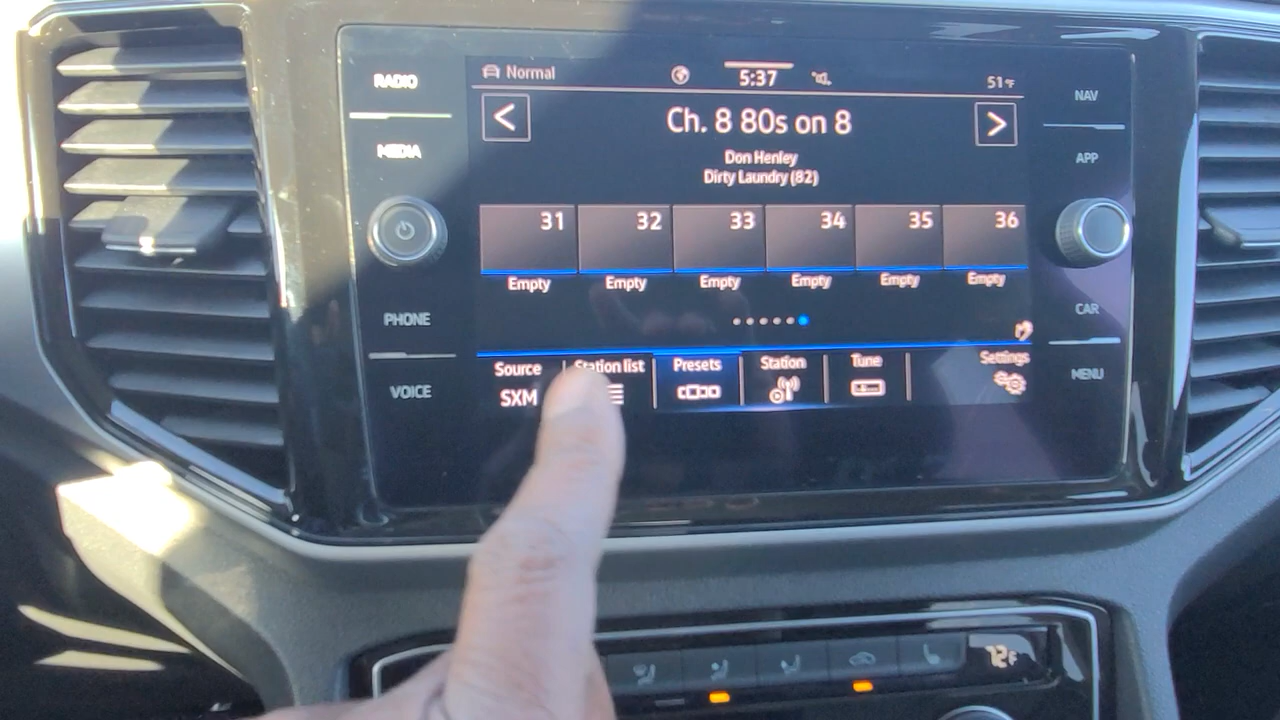 RADIO
MEDIA
PHONE
VOICE
Normal
5:37
51°F
<
Ch. 8 80s on 8
>
Don Henley
Dirty Laundry (82)
31 32 33 34 35 36
Empty Empty Empty Empty Empty Empty
Source Station list Presets Station Tune Settings
SXM
NAV
APP
CAR
MENU
72°F